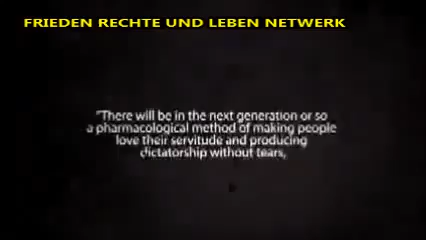 FRIEDEN RECHTE UND LEBEN NETWERK
"There will be in the next generation or so
a pharmacological method of making people
love their servitude and producing
dictatorship without tears,